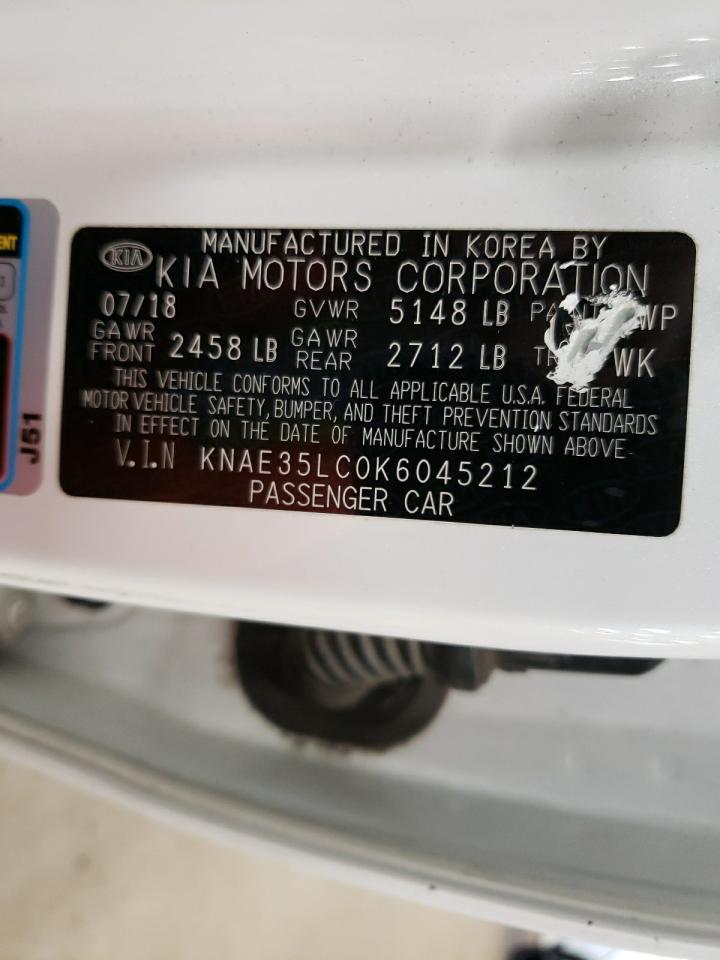 MANUFACTURED IN KOREA BY
KIA KIA MOTORS CORPORATION
07/18 GVWR 5148 LB WP
GAWR FRONT 2458 LB GAWR REAR 2712 LB WK
THIS VEHICLE CONFORMS TO ALL APPLICABLE U.S.A. FEDERAL
MOTOR VEHICLE SAFETY, BUMPER, AND THEFT PREVENTION STANDARDS
IN EFFECT ON THE DATE OF MANUFACTURE SHOWN ABOVE.
V.I.N KNAE35LC0K6045212
PASSENGER CAR
J51